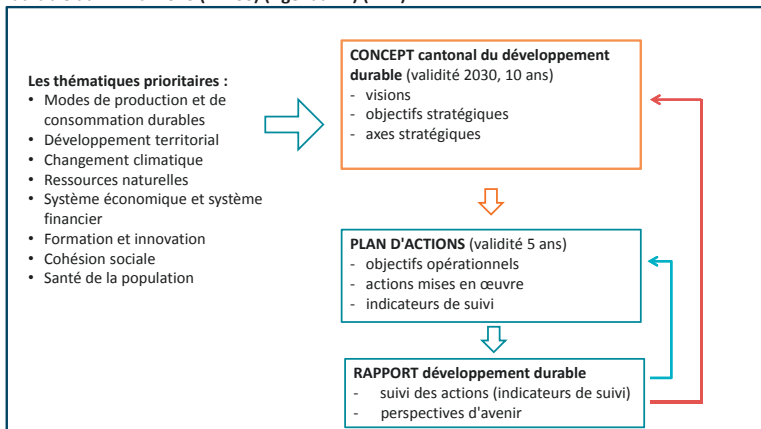 Les thématiques prioritaires :
• Modes de production et de
consommation durables
• Développement territorial
• Changement climatique
• Ressources naturelles
• Système économique et système
financier
• Formation et innovation
• Cohésion sociale
• Santé de la population
CONCEPT cantonal du développement
durable (validité 2030, 10 ans)
- visions
- objectifs stratégiques
- axes stratégiques
PLAN D'ACTIONS (validité 5 ans)
- objectifs opérationnels
- actions mises en œuvre
- indicateurs de suivi
RAPPORT développement durable
- suivi des actions (indicateurs de suivi)
- perspectives d'avenir